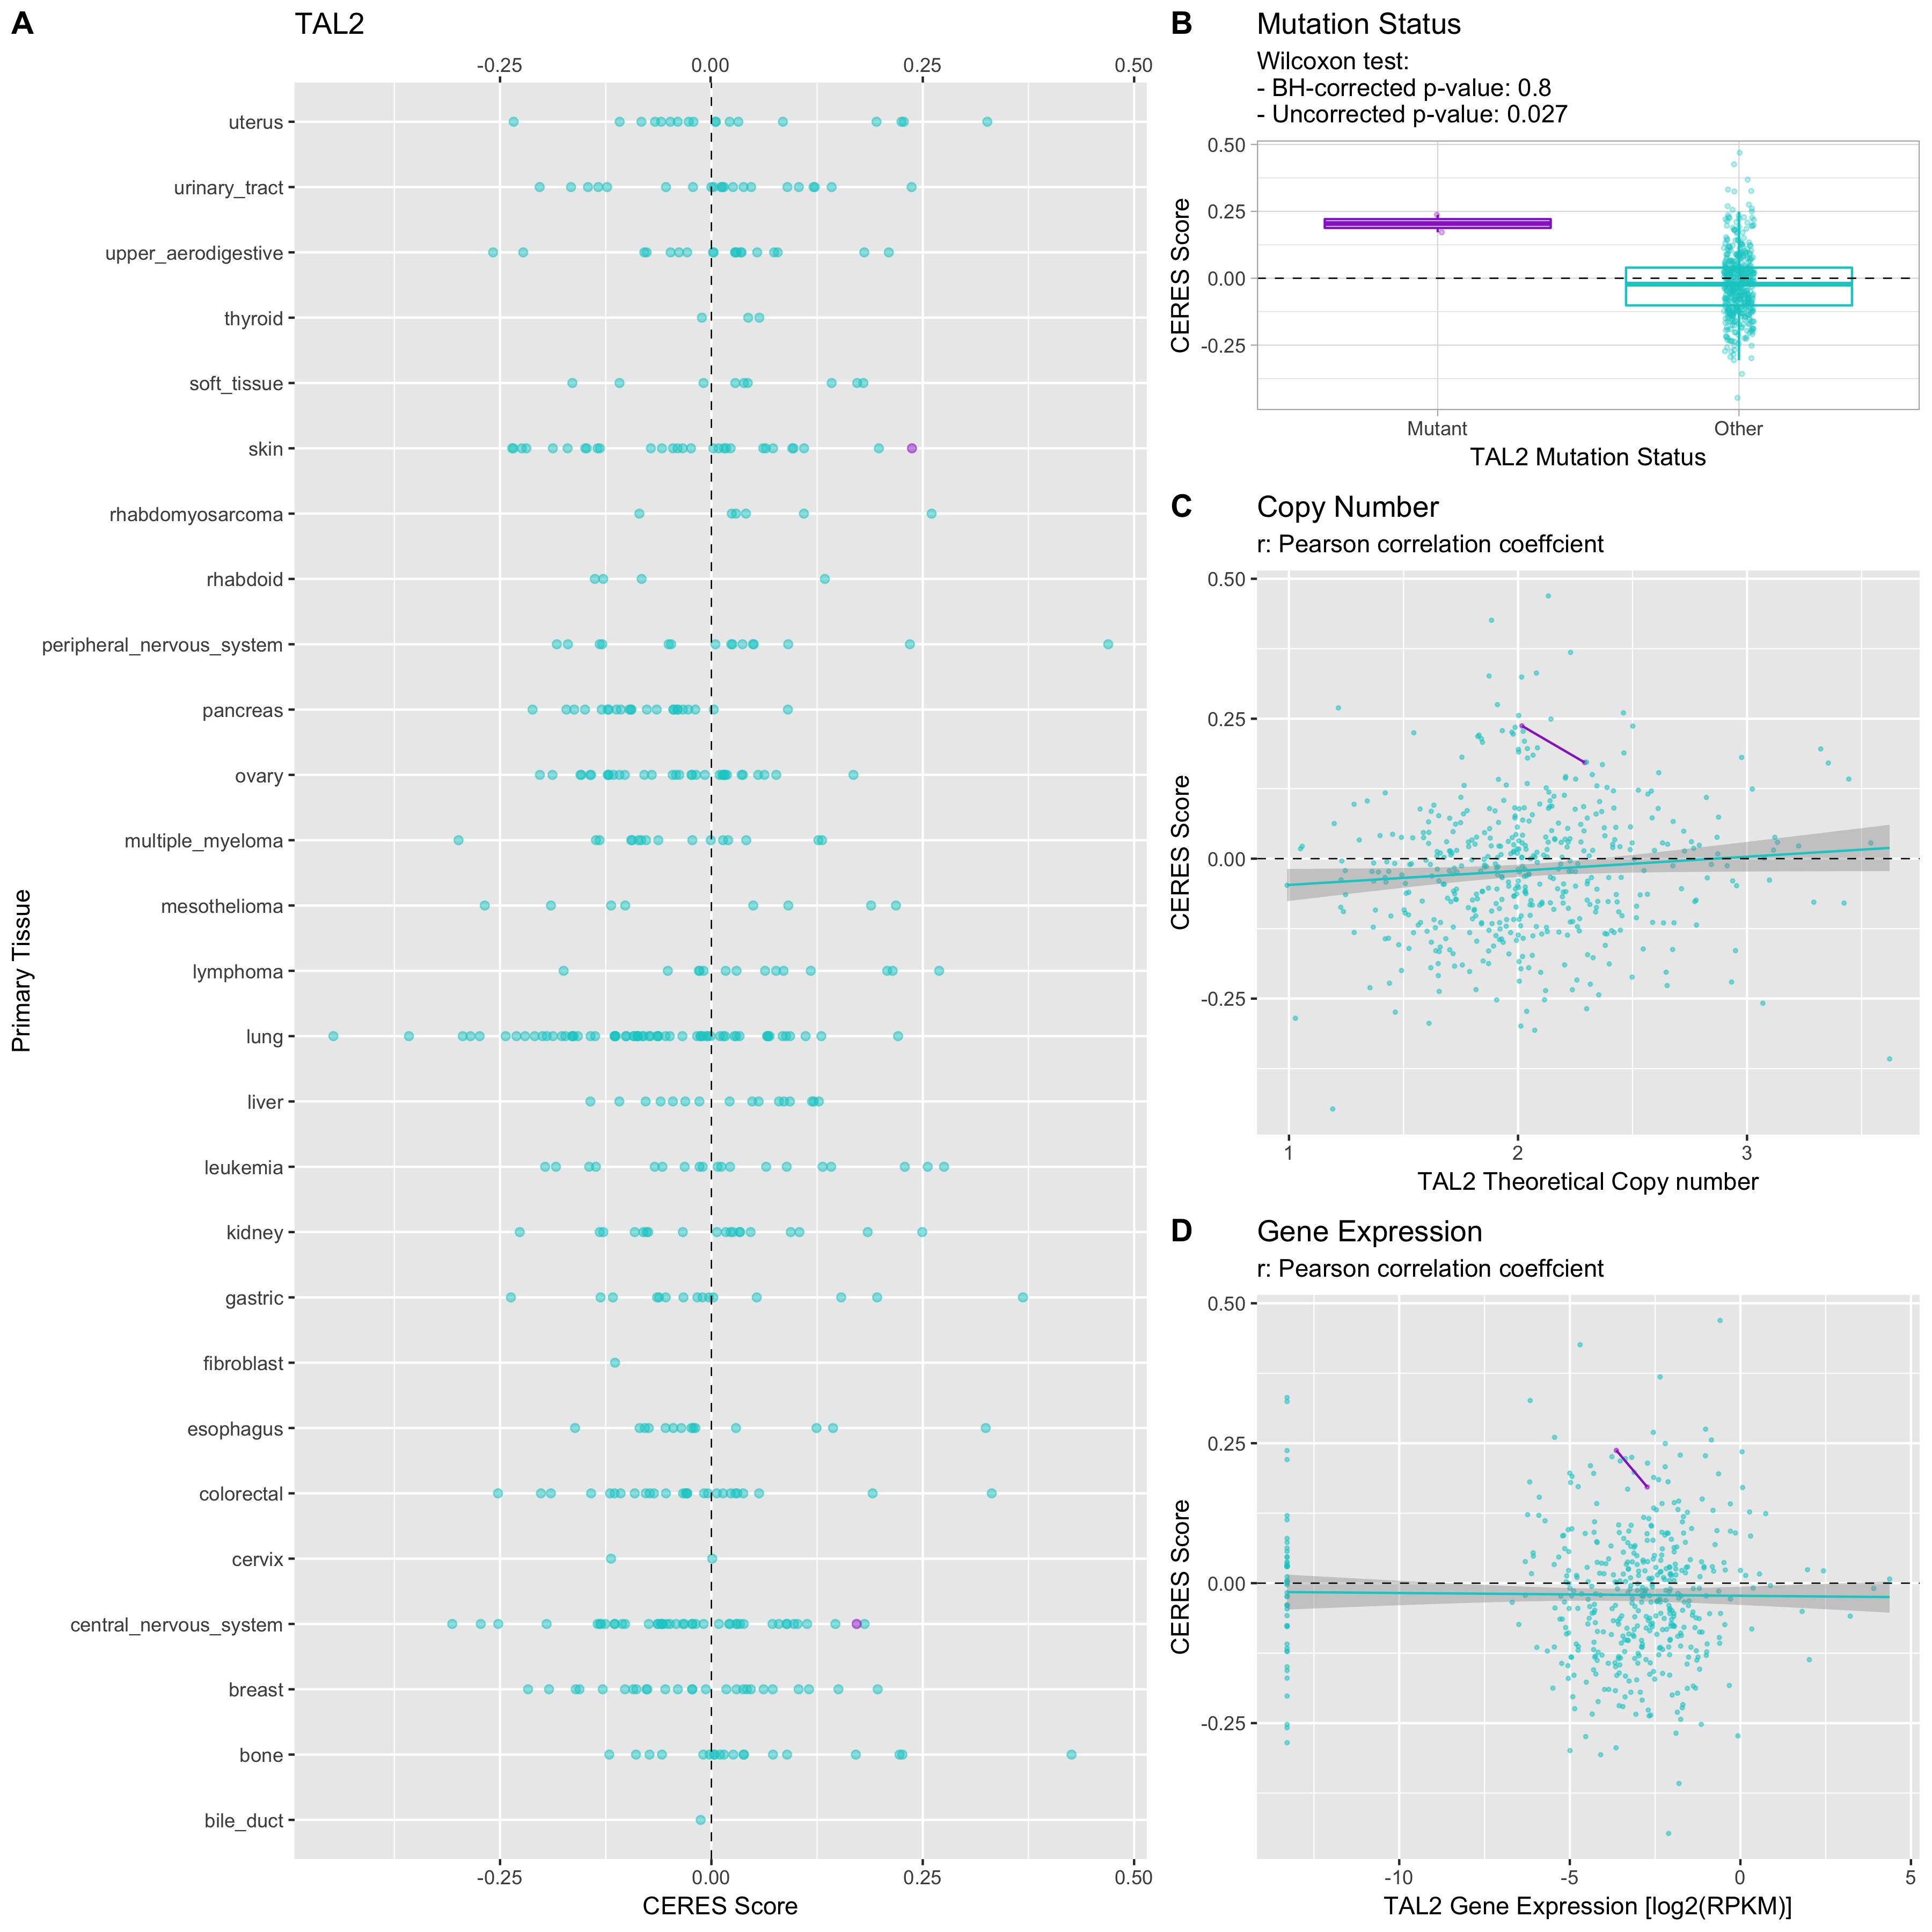 A
TAL2
-0.25 0.00 0.25 0.50
uterus
urinary_tract
upper_aerodigestive
thyroid
soft_tissue
skin
rhabdomyosarcoma
rhabdoid
peripheral_nervous_system
pancreas
ovary
multiple_myeloma
mesothelioma
lymphoma
lung
liver
leukemia
kidney
gastric
fibroblast
esophagus
colorectal
cervix
central_nervous_system
breast
bone
bile_duct
Primary Tissue
-0.25 0.00 0.25 0.50
CERES Score
B
Mutation Status
Wilcoxon test:
- BH-corrected p-value: 0.8
- Uncorrected p-value: 0.027
0.50
0.25
0.00
-0.25
CERES Score
Mutant Other
TAL2 Mutation Status
C
Copy Number
r: Pearson correlation coeffcient
0.50
0.25
0.00
-0.25
CERES Score
1 2 3
TAL2 Theoretical Copy number
D
Gene Expression
r: Pearson correlation coeffcient
0.50
0.25
0.00
-0.25
CERES Score
-10 -5 0 5
TAL2 Gene Expression [log2(RPKM)]